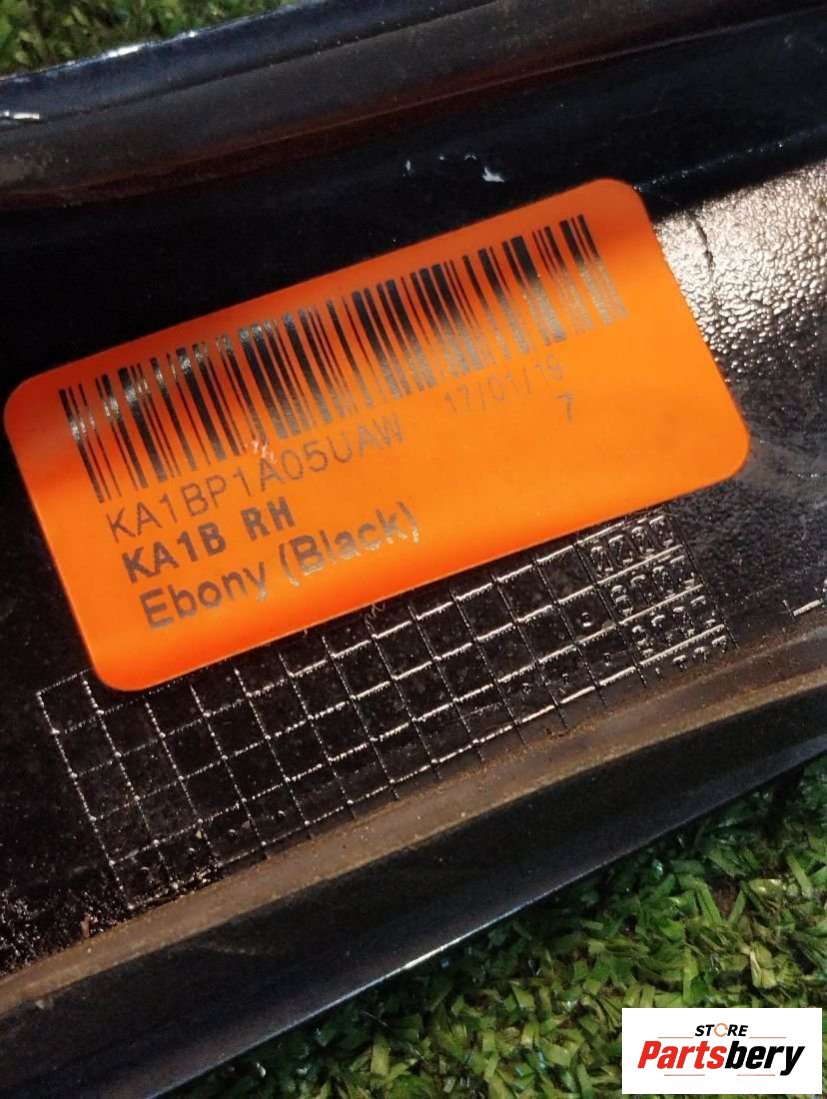 KA1BP1A05UAW 17/01/19
7
KA1B RH
Ebony (Black)
STORE
Partsbery